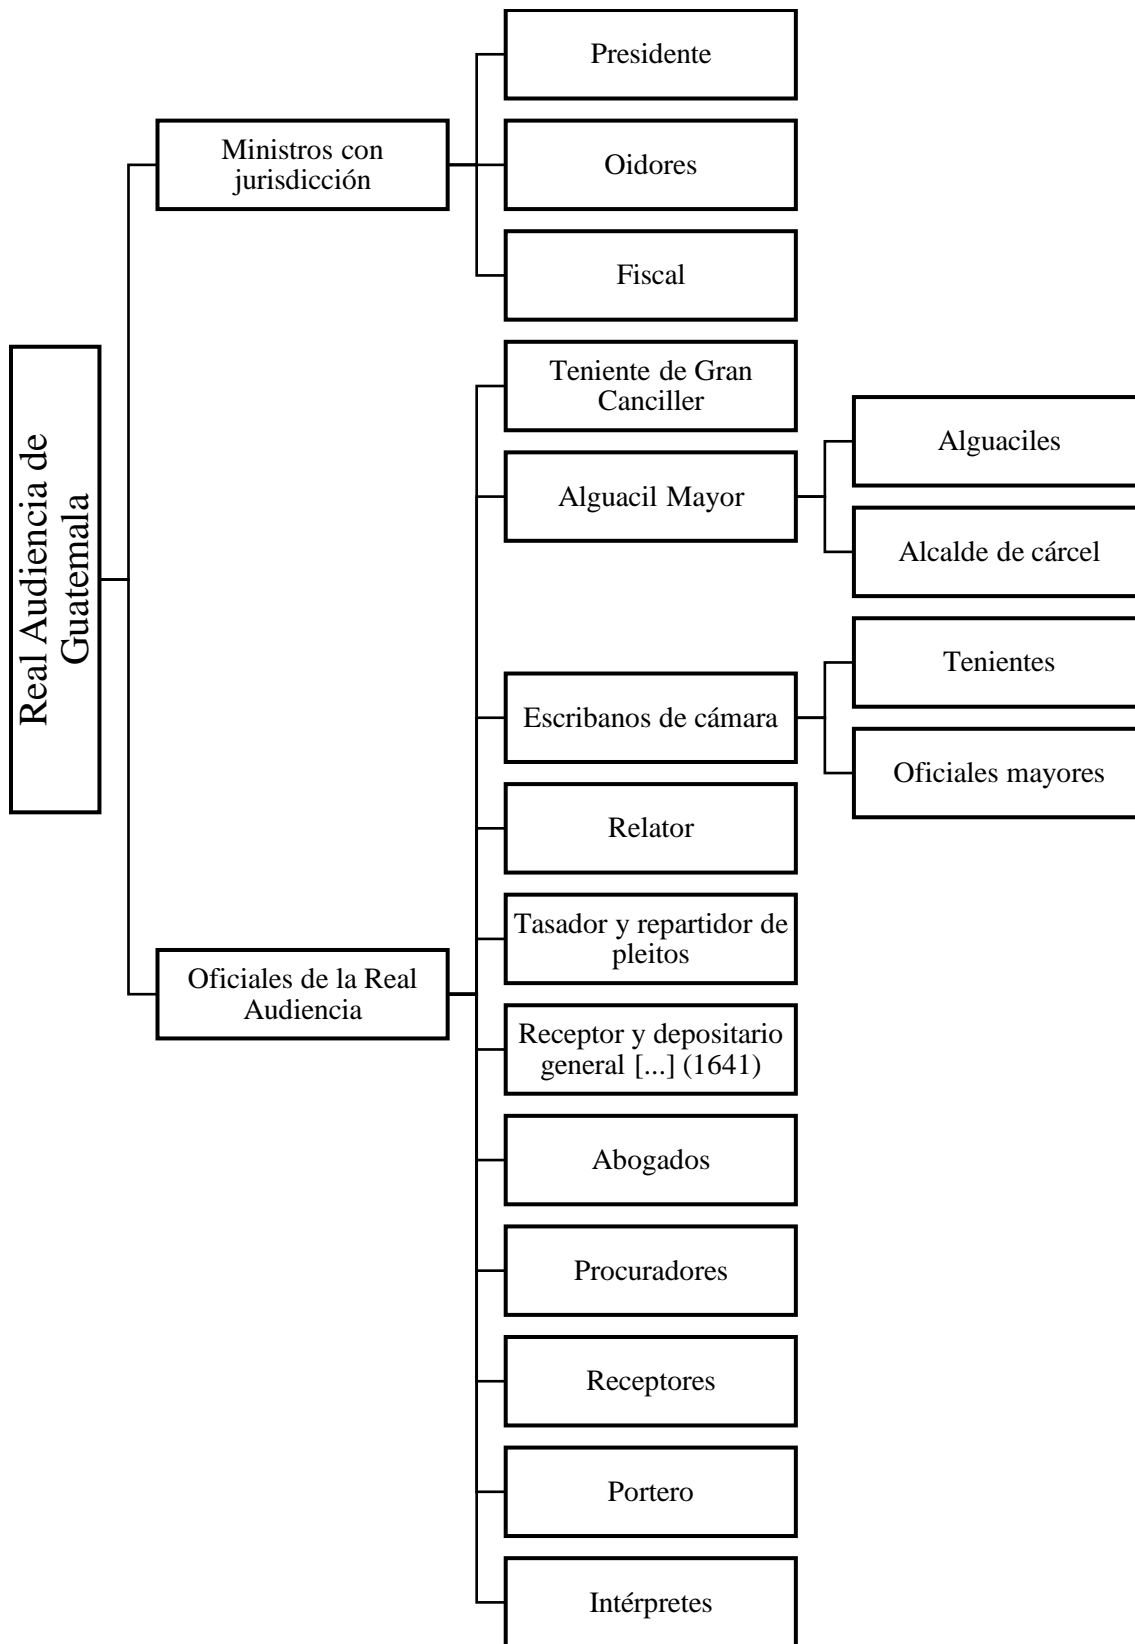 Real Audiencia de
Guatemala
Ministros con
jurisdicción
Presidente
Oidores
Fiscal
Oficiales de la Real
Audiencia
Teniente de Gran
Canciller
Alguacil Mayor
Alguaciles
Alcalde de cárcel
Escribanos de cámara
Tenientes
Oficiales mayores
Relator
Tasador y repartidor de
pleitos
Receptor y depositario
general [...] (1641)
Abogados
Procuradores
Receptores
Portero
Intérpretes